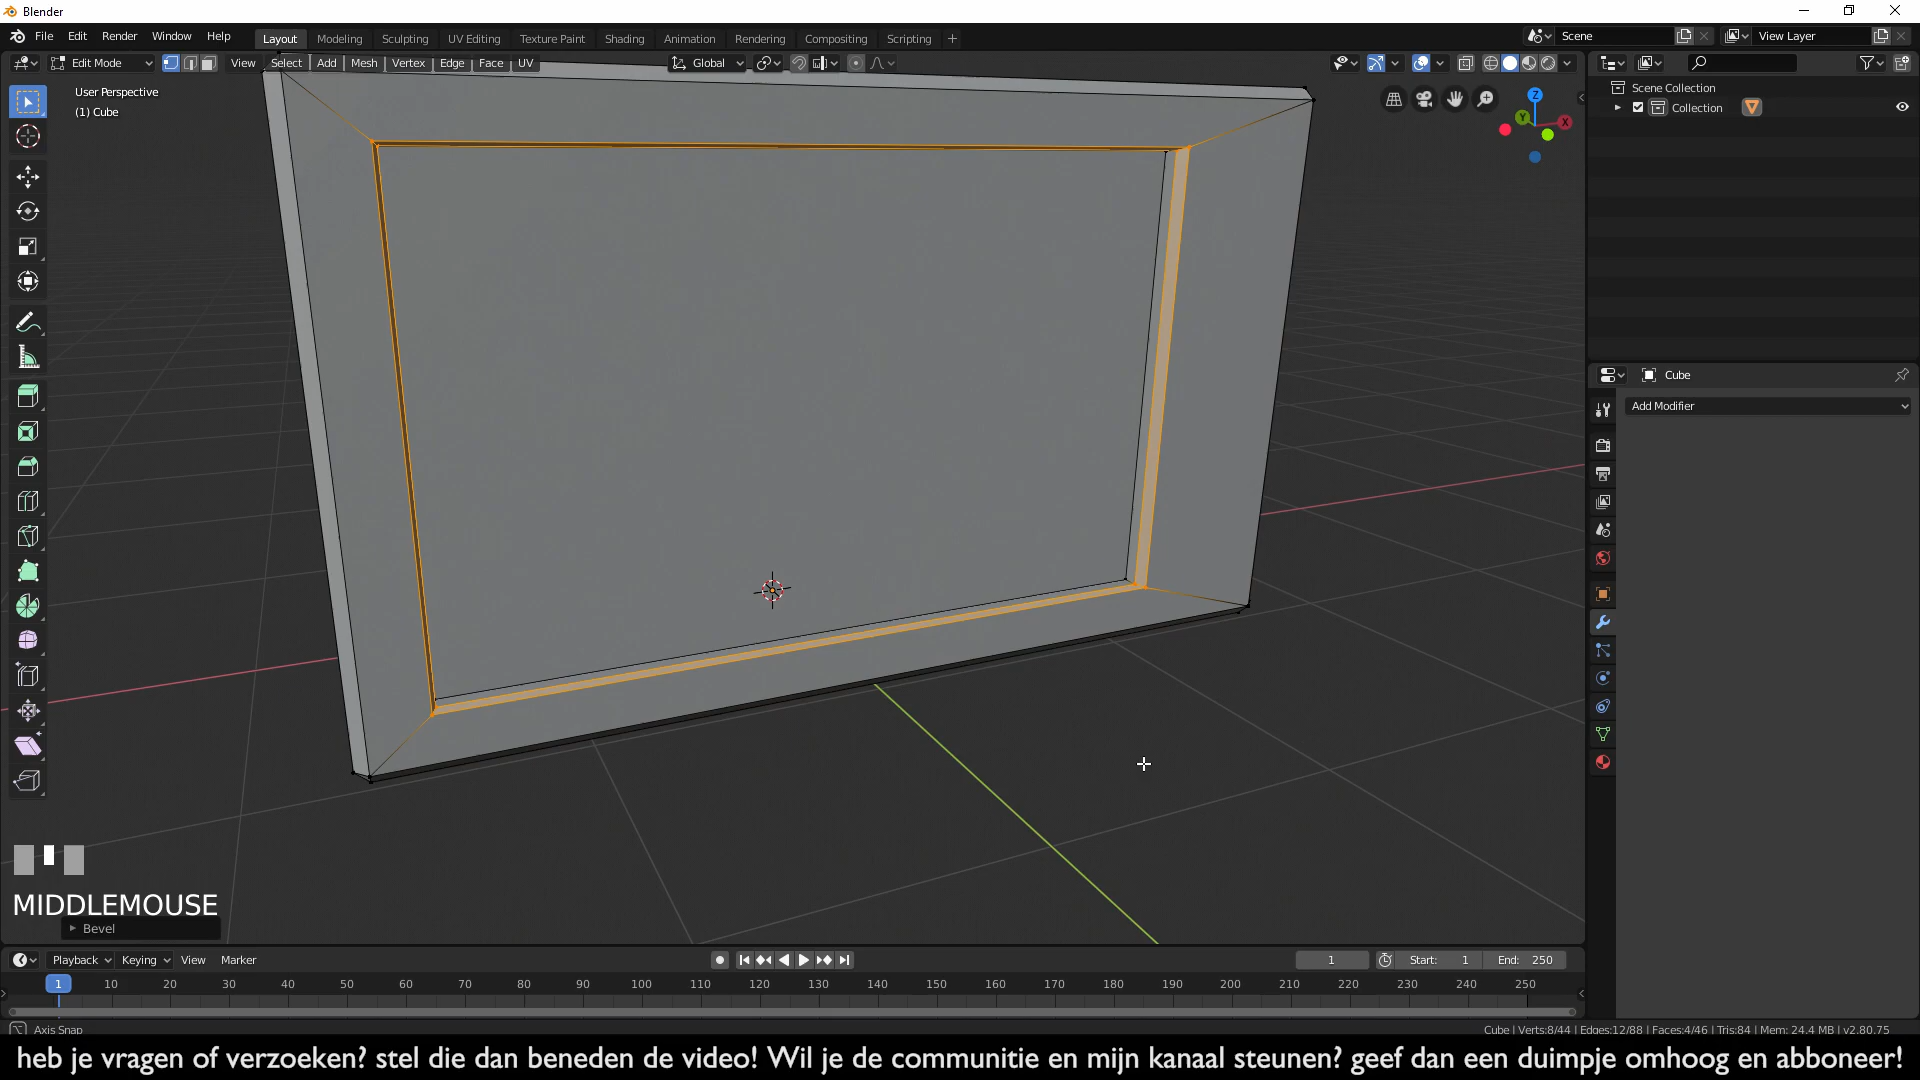 Blender
File Edit Render Window Help
Layout Modeling Sculpting UV Editing Texture Paint Shading Animation Rendering Compositing Scripting +
Scene
View Layer
Edit Mode
View Select Add Mesh Vertex Edge Face UV
Global
User Perspective
(1) Cube
Z
Y
X
Scene Collection
Collection
Cube
Add Modifier
MIDDLEMOUSE
Bevel
Playback Keying View Marker
1
Start: 1
End: 250
1 10 20 30 40 50 60 70 80 90 100 110 120 130 140 150 160 170 180 190 200 210 220 230 240 250
Axis Snap
Cube | Verts:8/44 | Edges:12/88 | Faces:4/46 | Tris:84 | Mem: 24.4 MB | v2.80.75
heb je vragen of verzoeken? stel die dan beneden de video! Wil je de communitie en mijn kanaal steunen? geef dan een duimpje omhoog en abboneer!